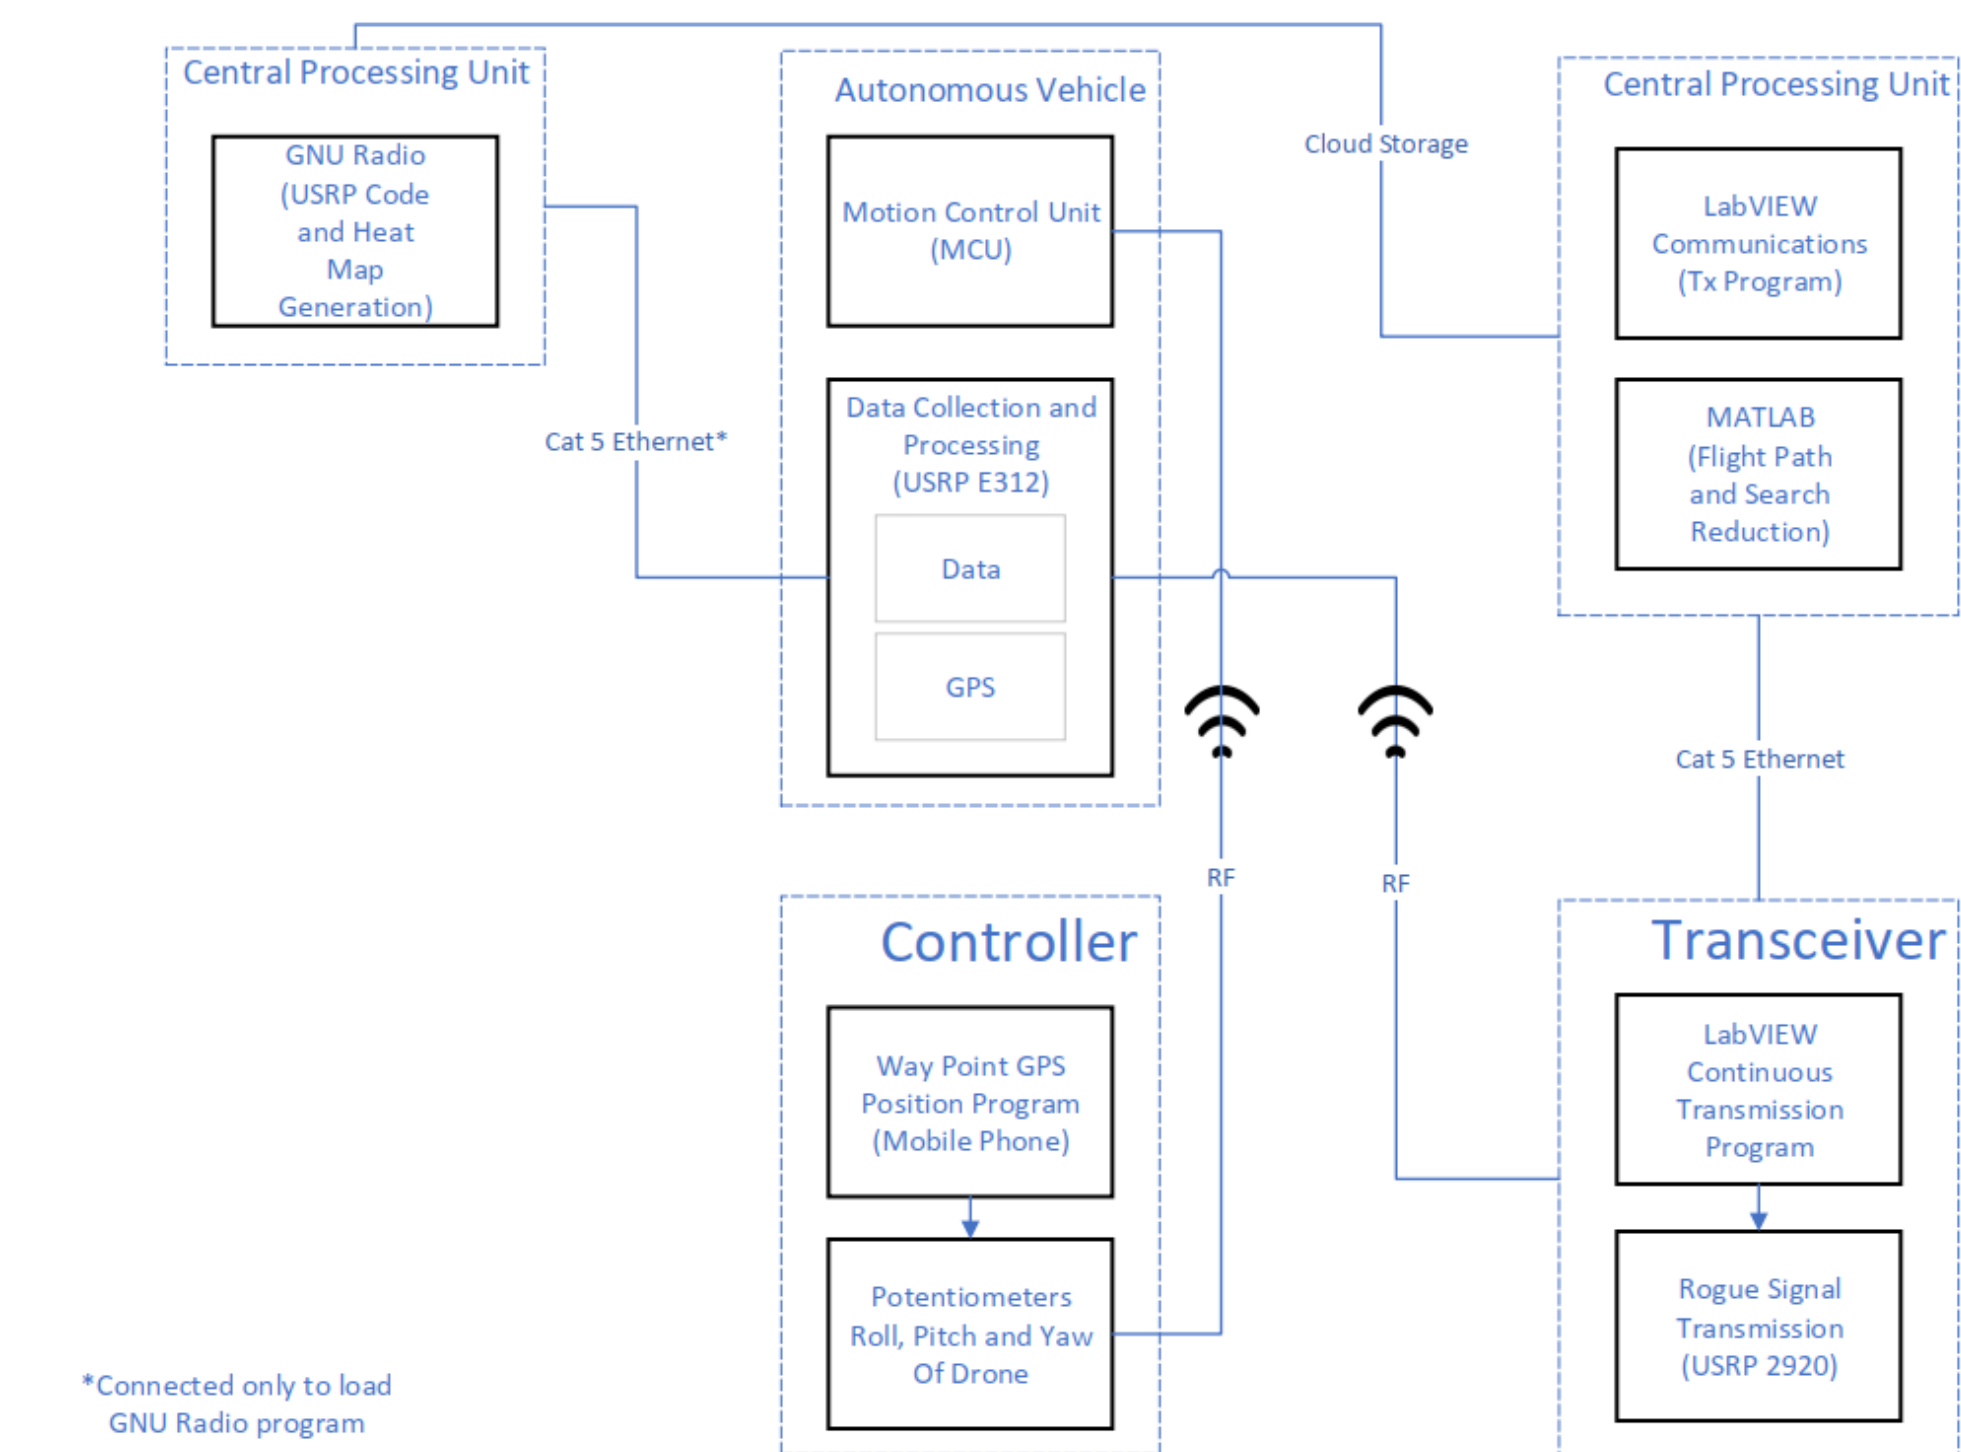 Central Processing Unit
GNU Radio
(USRP Code
and Heat
Map
Generation)
Cat 5 Ethernet*
Autonomous Vehicle
Motion Control Unit
(MCU)
Data Collection and
Processing
(USRP E312)
Data
GPS
Cloud Storage
Central Processing Unit
LabVIEW
Communications
(Tx Program)
MATLAB
(Flight Path
and Search
Reduction)
Cat 5 Ethernet
RF
RF
Controller
Way Point GPS
Position Program
(Mobile Phone)
Potentiometers
Roll, Pitch and Yaw
Of Drone
Transceiver
LabVIEW
Continuous
Transmission
Program
Rogue Signal
Transmission
(USRP 2920)
*Connected only to load
GNU Radio program